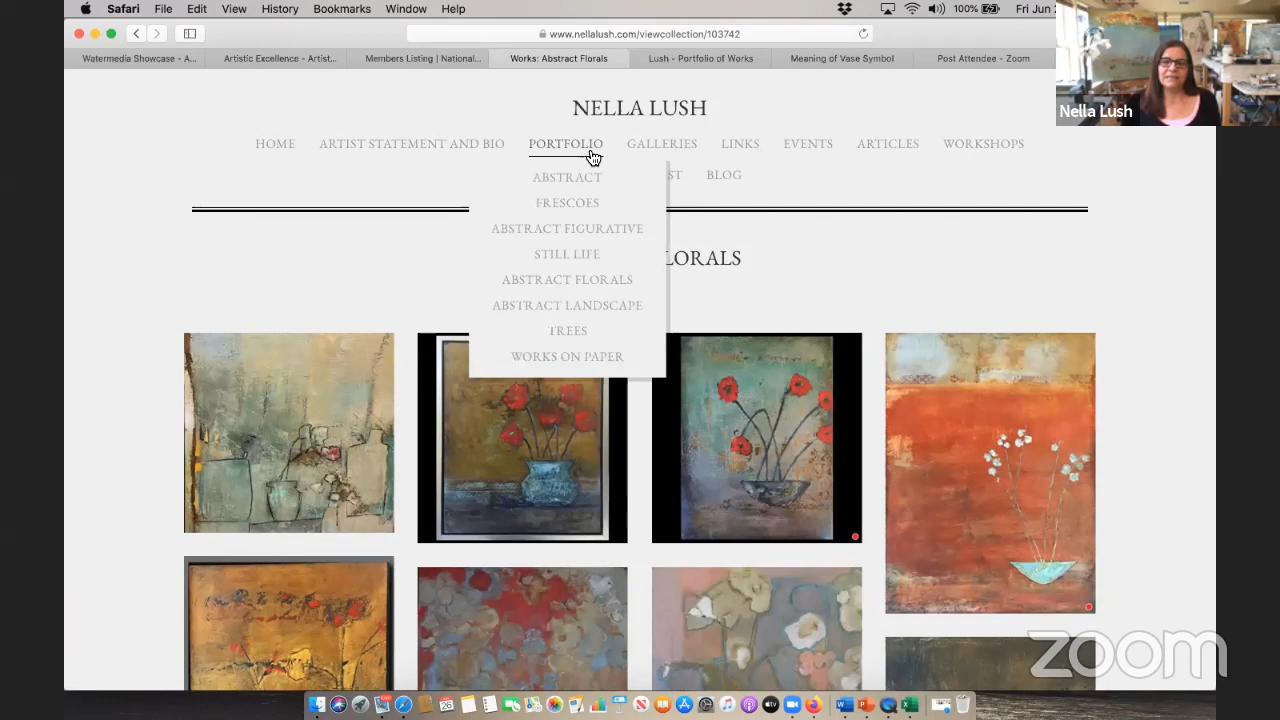 Safari File Edit View History Bookmarks Window Help 100% Fri Jun
www.nellalush.com/viewcollection/103742
Watermedia Showcase - A... Artistic Excellence - Artist... Members Listing | National... Works: Abstract Florals Lush - Portfolio of Works Meaning of Vase Symbol Post Attendee - Zoom
Nella Lush
NELLA LUSH
HOME ARTIST STATEMENT AND BIO PORTFOLIO GALLERIES LINKS EVENTS ARTICLES WORKSHOPS
ST BLOG
ABSTRACT
FRESCOES
ABSTRACT FIGURATIVE
STILL LIFE
LORALS
ABSTRACT FLORALS
ABSTRACT LANDSCAPE
TREES
WORKS ON PAPER
zoom